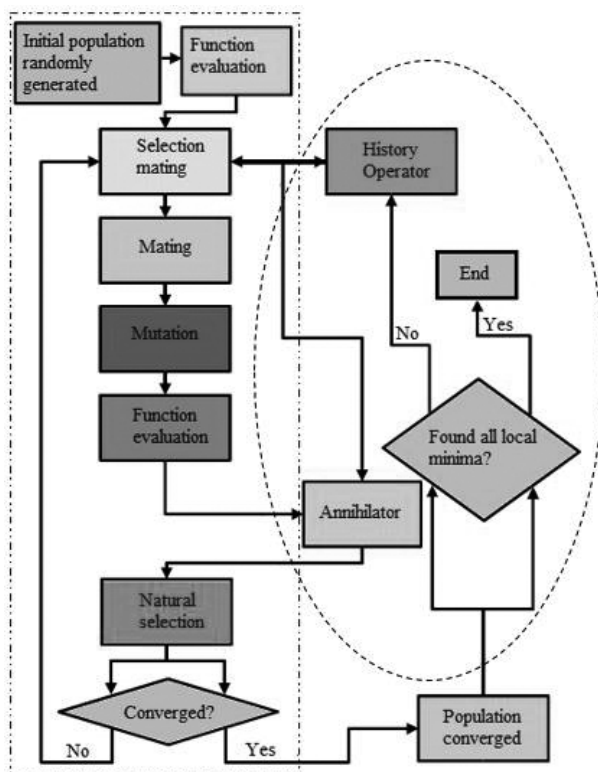 Initial population
randomly
generated
Function
evaluation
Selection
mating
History
Operator
Mating
End
Mutation
No
Yes
Function
evaluation
Found all local
minima?
Annihilator
Natural
selection
Converged?
Population
converged
No
Yes